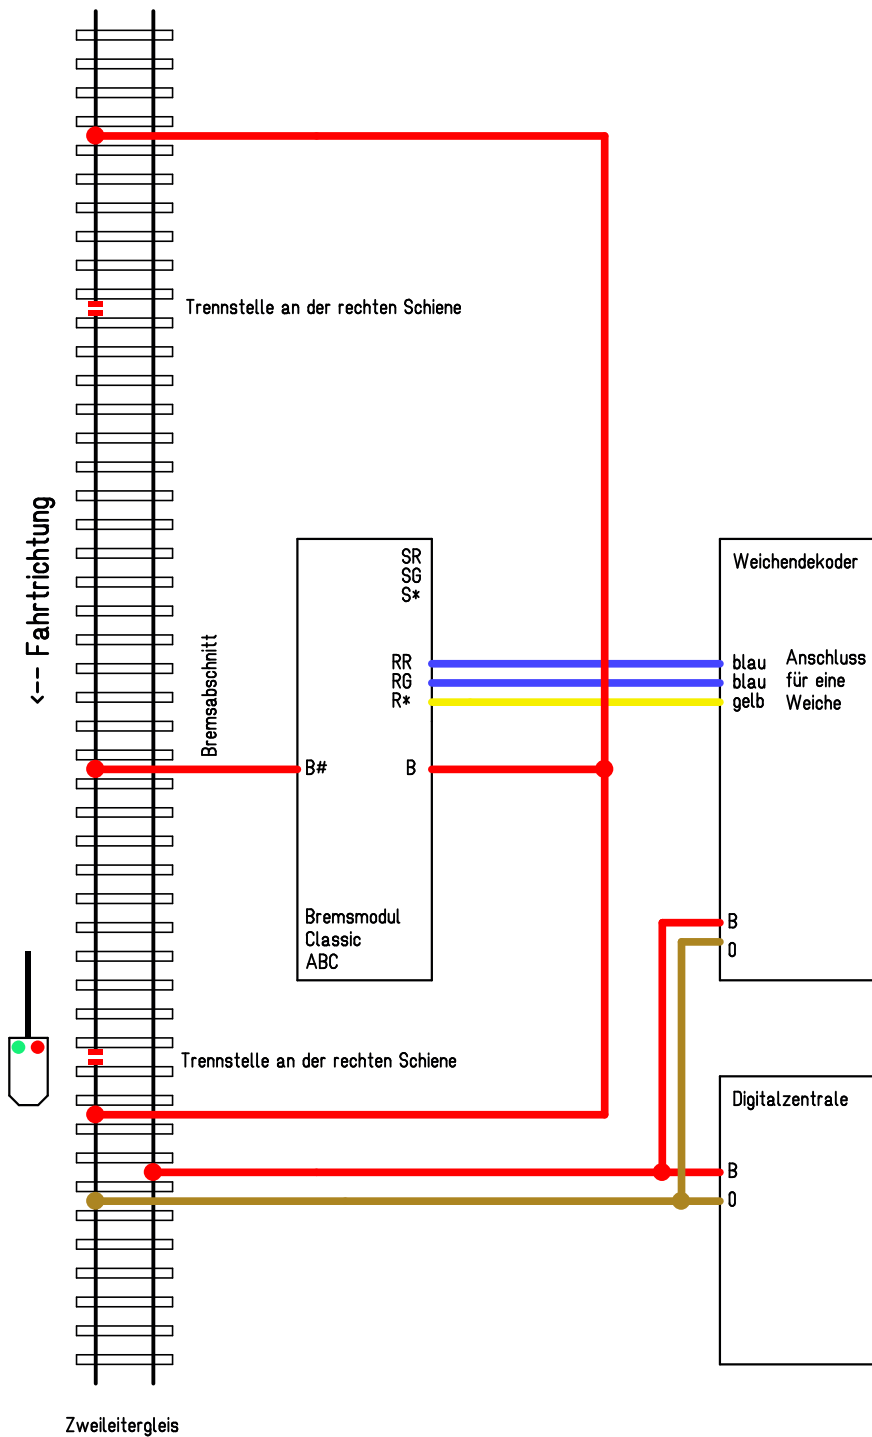 Trennstelle an der rechten Schiene
<--- Fahrtrichtung
Bremsabschnitt
SR
SG
S*
RR
RG
R*
B#
B
Bremsmodul
Classic
ABC
Weichendekoder
blau
blau
gelb
Anschluss
für eine
Weiche
B
0
Trennstelle an der rechten Schiene
Digitalzentrale
B
0
Zweileitergleis